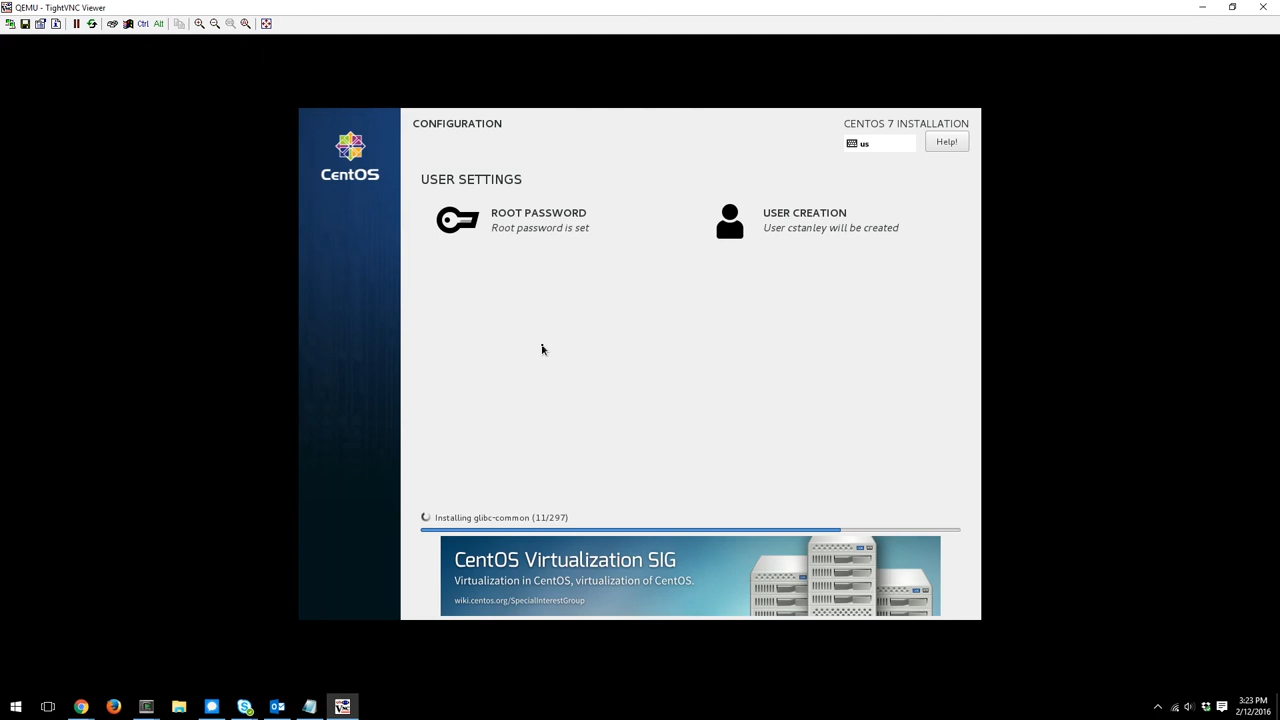 QEMU - TightVNC Viewer
Ctrl Alt
CentOS
CONFIGURATION
CENTOS 7 INSTALLATION
us
Help!
USER SETTINGS
ROOT PASSWORD
Root password is set
USER CREATION
User cstanley will be created
Installing glibc-common (11/297)
CentOS Virtualization SIG
Virtualization in CentOS, virtualization of CentOS.
wiki.centos.org/SpecialInterestGroup
3:23 PM
2/12/2016